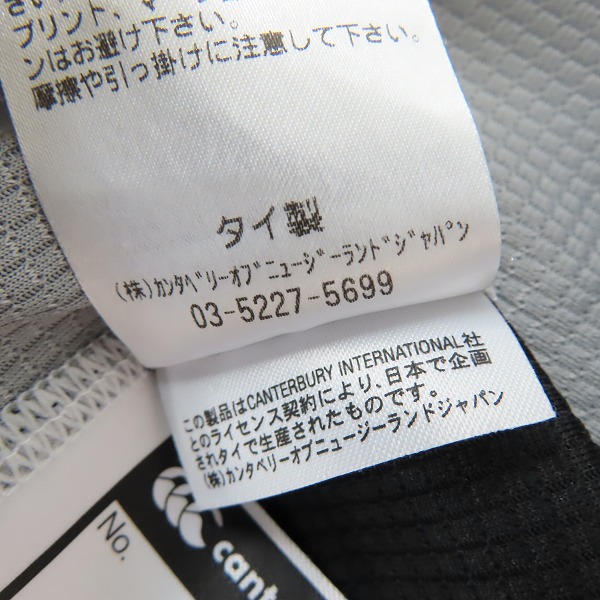 プリント、マー
ンはお避け下さい。
摩擦や引っ掛けに注意して下さい。
タイ製
(株)カンタベリーオブニュージーランドジャパン
03-5227-5699
この製品はCANTERBURY INTERNATIONAL社
とのライセンス契約により、日本で企画
されタイで生産されたものです。
(株)カンタベリーオブニュージーランドジャパン
No.
cant